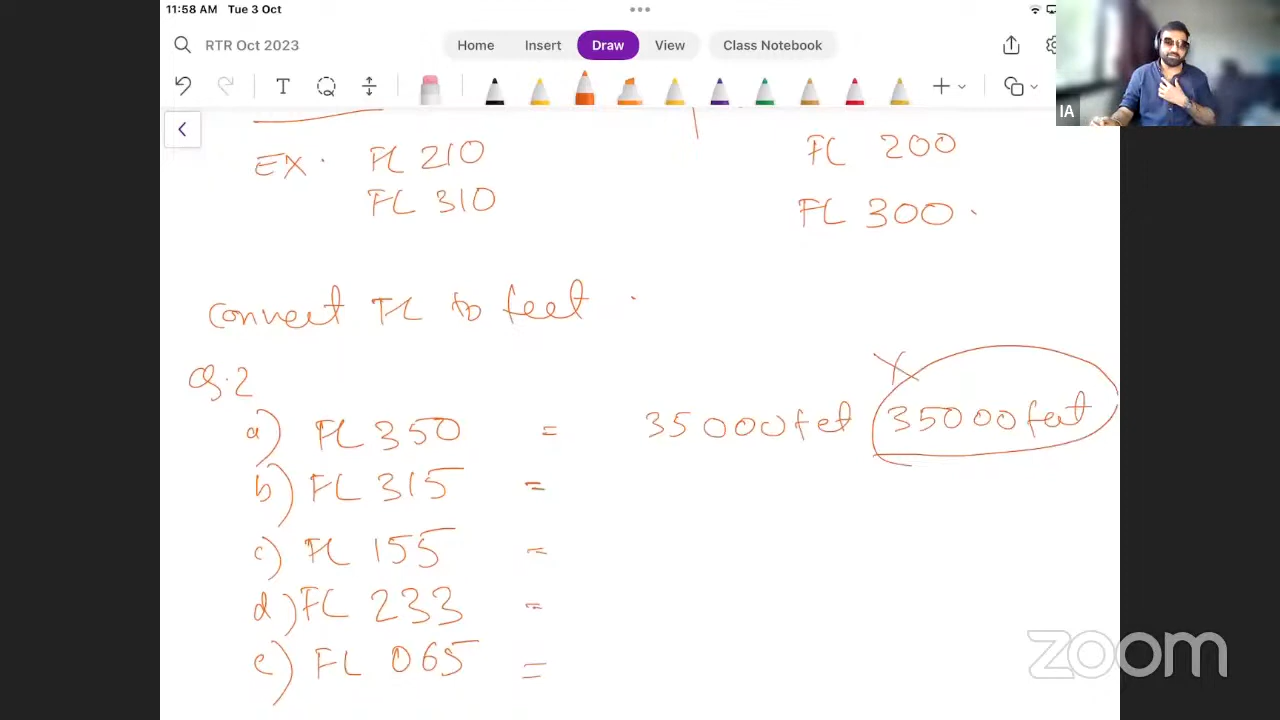 11:58 AM Tue 3 Oct
RTR Oct 2023
Home Insert Draw View Class Notebook
IA
EX. FL 210
FL 200
FL 310
FL 300
convert FL to feet
Q.2
a) FL 350 = 35000fet 35000feet
b) FL 315 =
c) FL 155 =
d) FL 233 =
e) FL 065 =
zoom